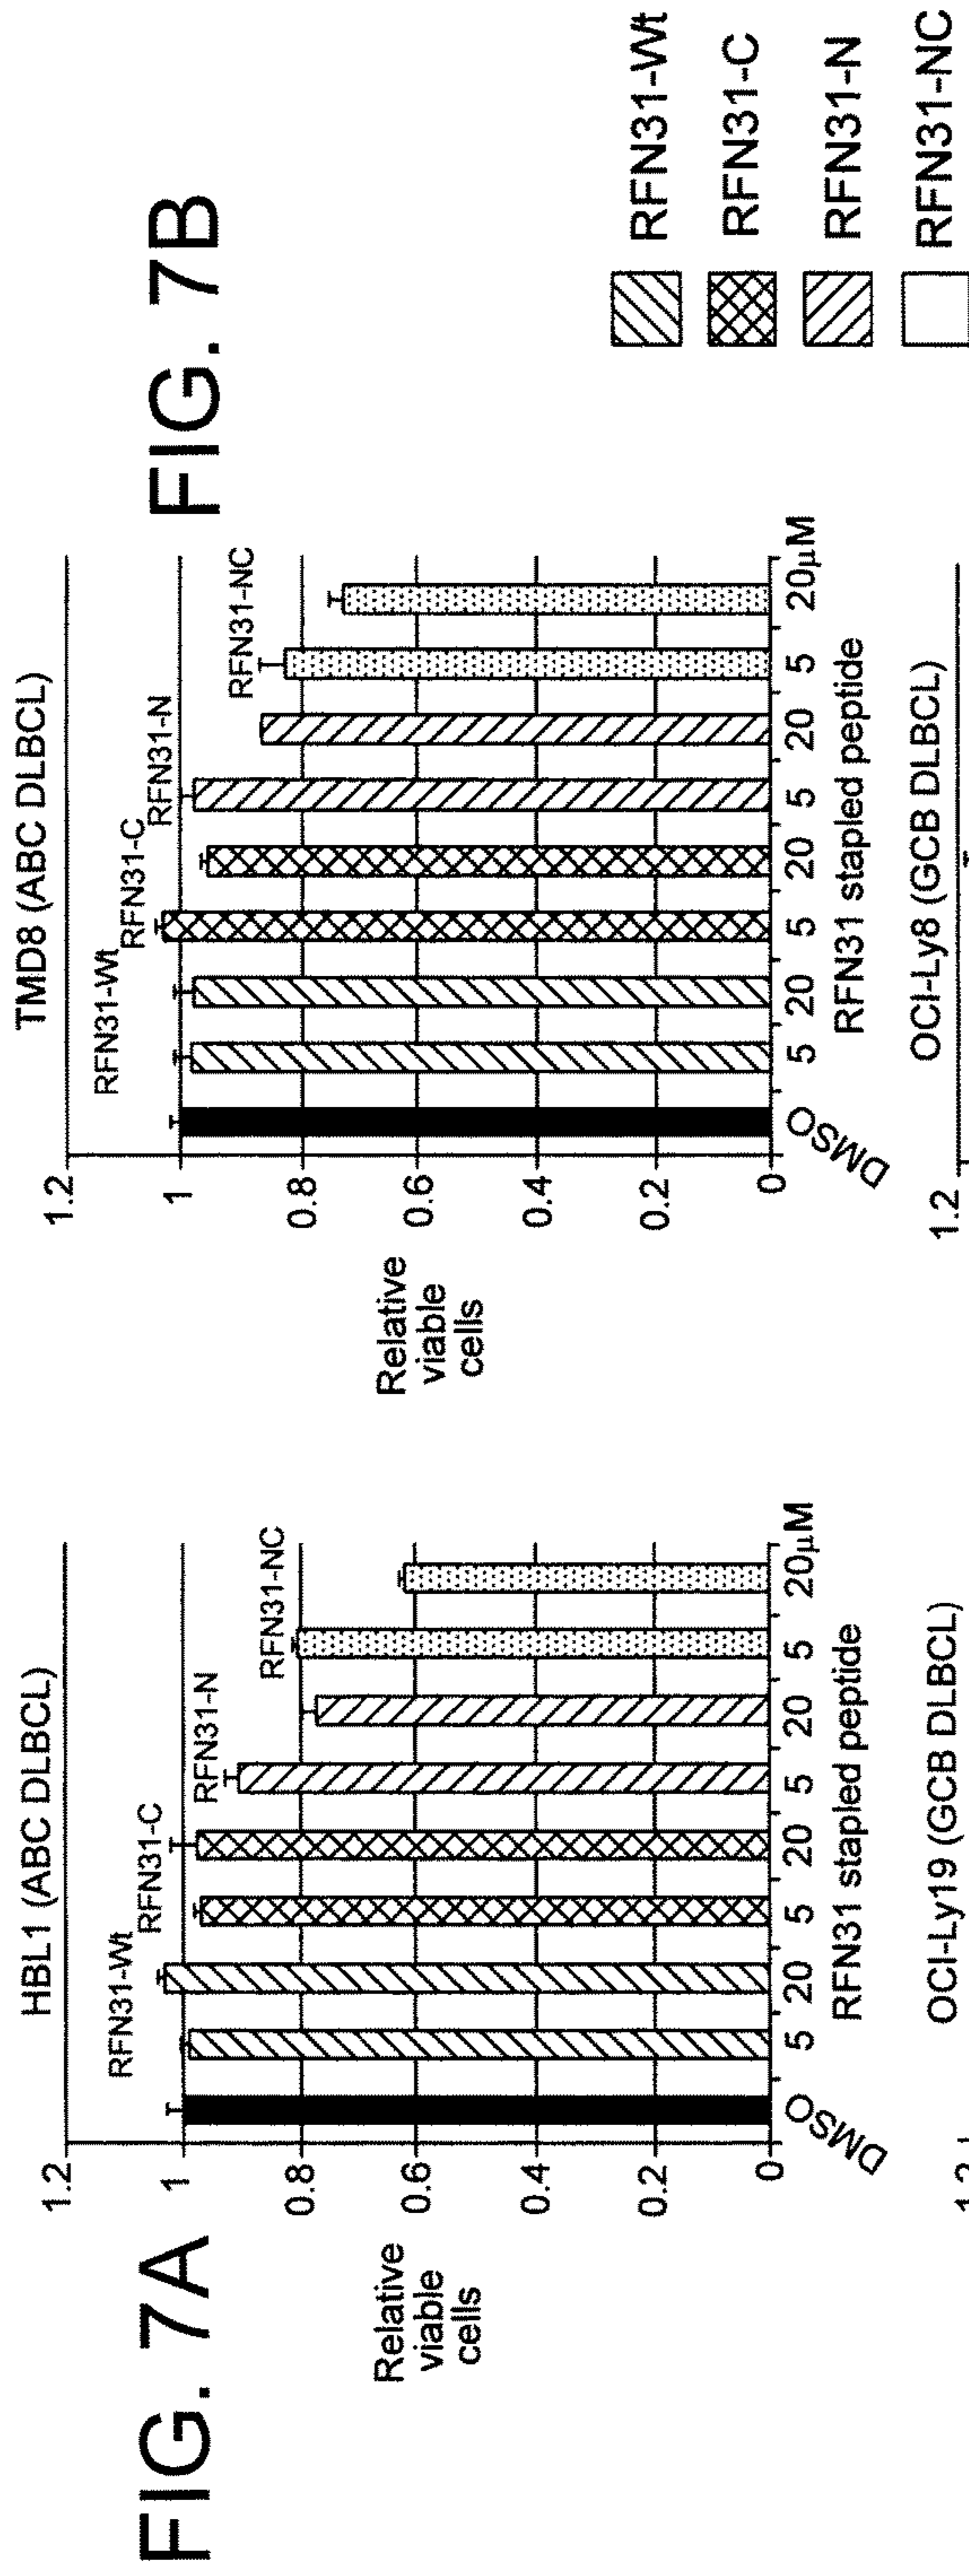 FIG. 7A
HBL1 (ABC DLBCL)
Relative
viable
cells
1.2
1
0.8
0.6
0.4
0.2
0
RFN31-Wt
RFN31-C
RFN31-N
RFN31-NC
DMSO 5 20 5 20 5 20 5 20µM
RFN31 stapled peptide
OCI-Ly19 (GCB DLBCL)
FIG. 7B
TMD8 (ABC DLBCL)
Relative
viable
cells
1.2
1
0.8
0.6
0.4
0.2
0
RFN31-Wt
RFN31-C
RFN31-N
RFN31-NC
DMSO 5 20 5 20 5 20 5 20µM
RFN31 stapled peptide
OCI-Ly8 (GCB DLBCL)
1.2
RFN31-Wt
RFN31-C
RFN31-N
RFN31-NC